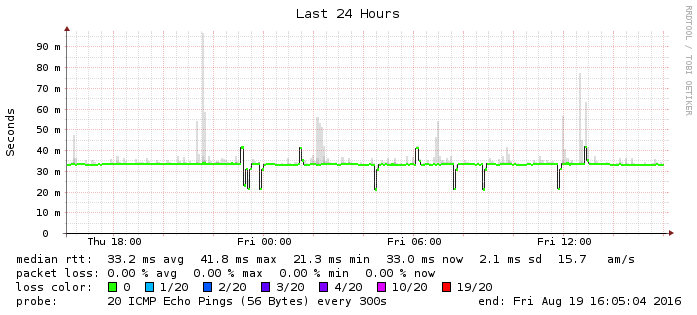 Last 24 Hours
RRDTOOL / TOBI OETIKER
Seconds
90 m
80 m
70 m
60 m
50 m
40 m
30 m
20 m
10 m
0
Thu 18:00 Fri 00:00 Fri 06:00 Fri 12:00
median rtt: 33.2 ms avg 41.8 ms max 21.3 ms min 33.0 ms now 2.1 ms sd 15.7 am/s
packet loss: 0.00 % avg 0.00 % max 0.00 % min 0.00 % now
loss color: 0 1/20 2/20 3/20 4/20 10/20 19/20
probe: 20 ICMP Echo Pings (56 Bytes) every 300s end: Fri Aug 19 16:05:04 2016